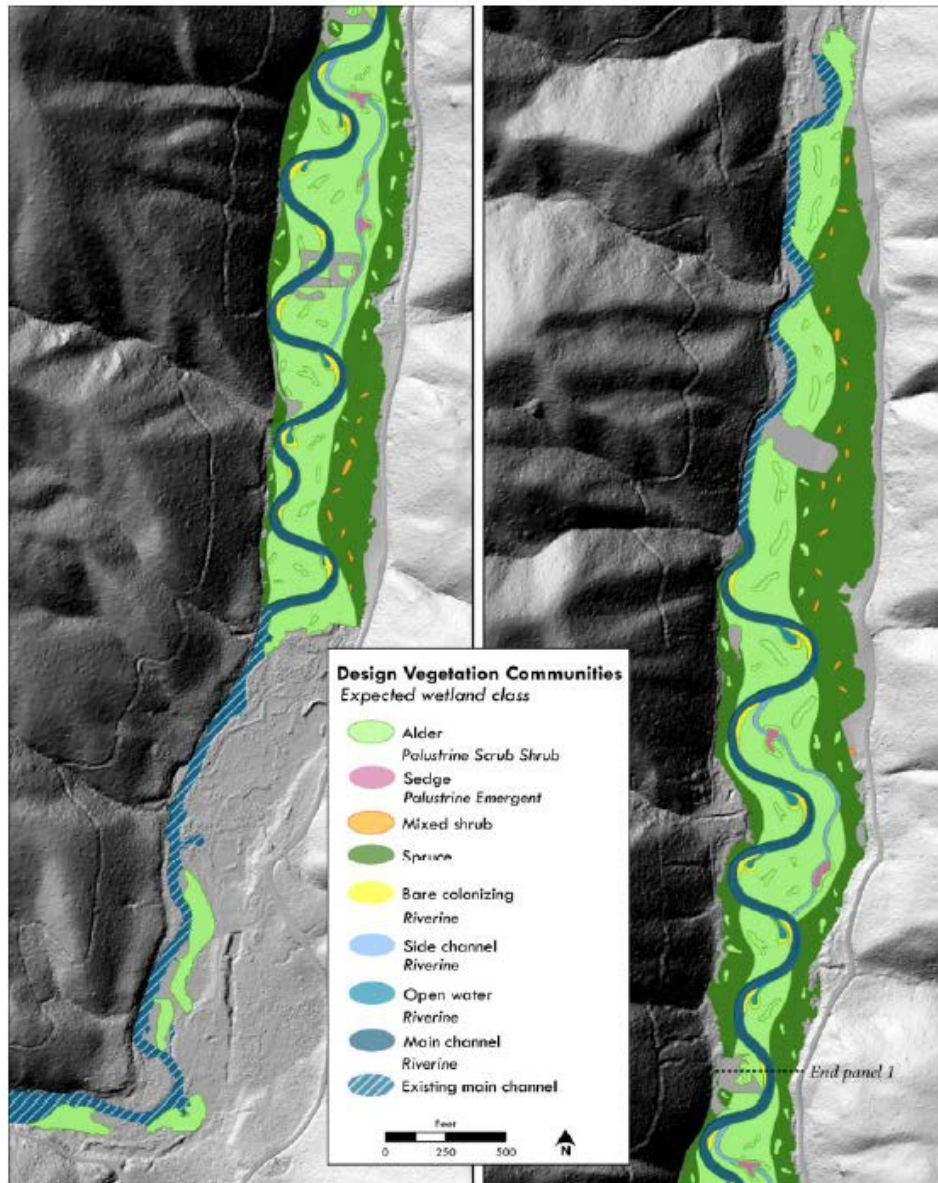 Design Vegetation Communities
Expected wetland class
Alder
Palustrine Scrub Shrub
Sedge
Palustrine Emergent
Mixed shrub
Spruce
Bare colonizing
Riverine
Side channel
Riverine
Open water
Riverine
Main channel
Riverine
Existing main channel
Feet
0 250 500
N
End panel 1